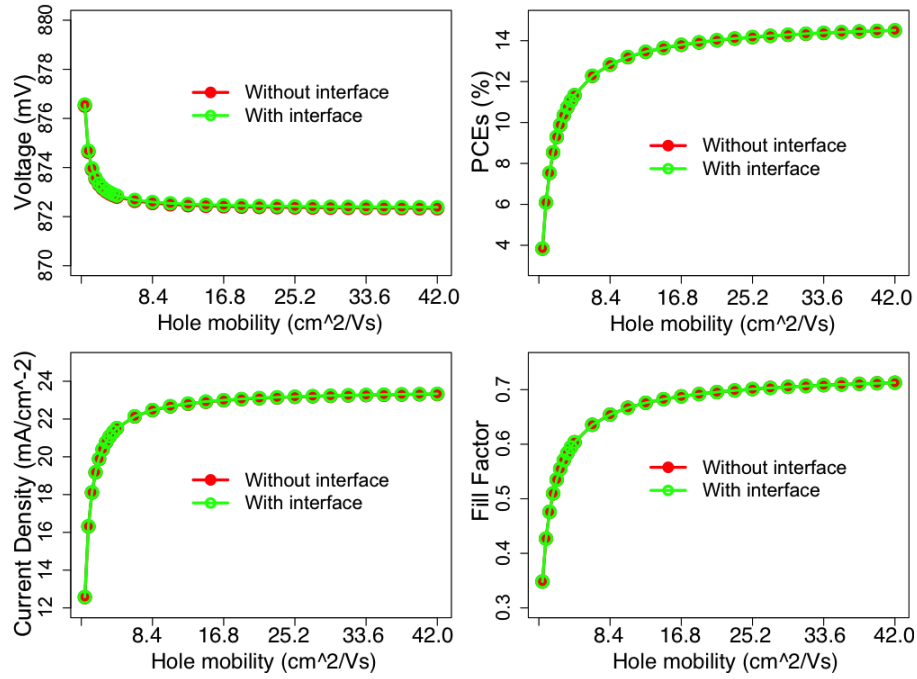 880
878
876
874
872
870
Voltage (mV)
Without interface
With interface
8.4 16.8 25.2 33.6 42.0
Hole mobility (cm^2/Vs)
14
12
10
8
6
4
PCEs (%)
Without interface
With interface
8.4 16.8 25.2 33.6 42.0
Hole mobility (cm^2/Vs)
24
22
20
18
16
14
12
Current Density (mA/cm^-2)
Without interface
With interface
8.4 16.8 25.2 33.6 42.0
Hole mobility (cm^2/Vs)
0.7
0.6
0.5
0.4
0.3
Fill Factor
Without interface
With interface
8.4 16.8 25.2 33.6 42.0
Hole mobility (cm^2/Vs)